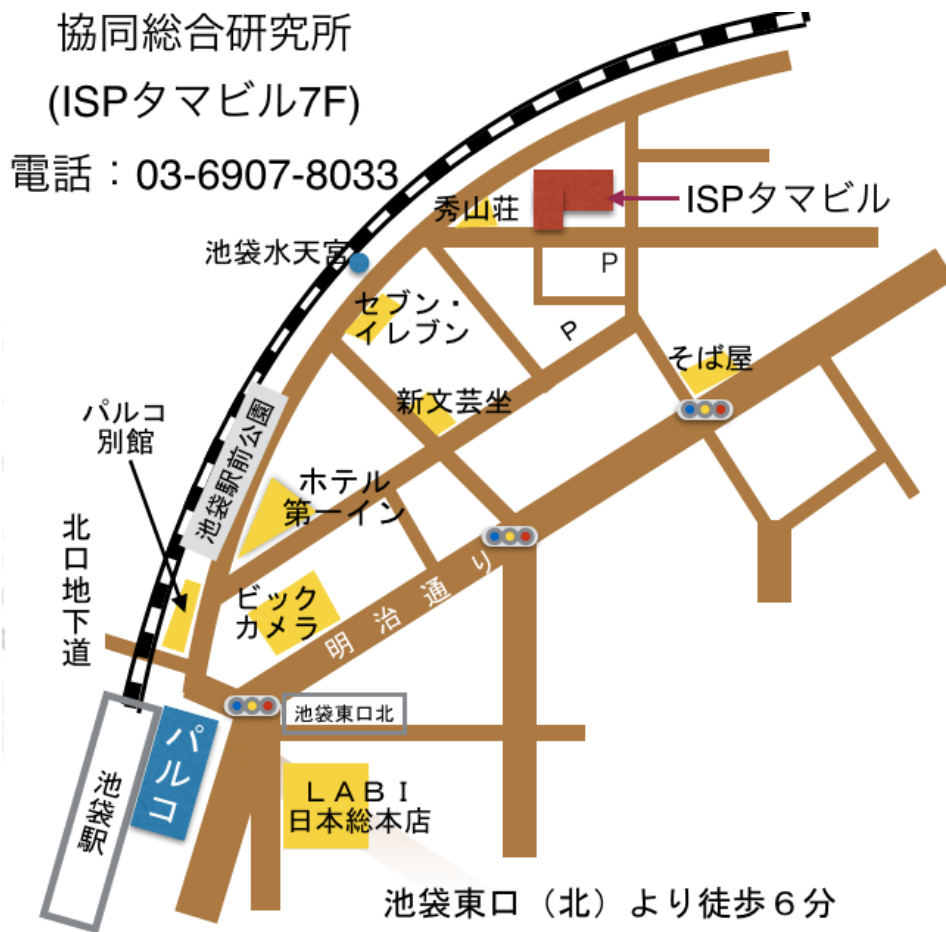 協同総合研究所
(ISPタマビル7F)
電話：03-6907-8033
ISPタマビル
秀山荘
池袋水天宮
P
セブン・
イレブン
P
そば屋
新文芸坐
パルコ
別館
池袋駅前公園
ホテル
第一イン
北口地下道
ビック
カメラ
明治通り
池袋東口北
パルコ
池袋駅
ＬＡＢＩ
日本総本店
池袋東口（北）より徒歩６分